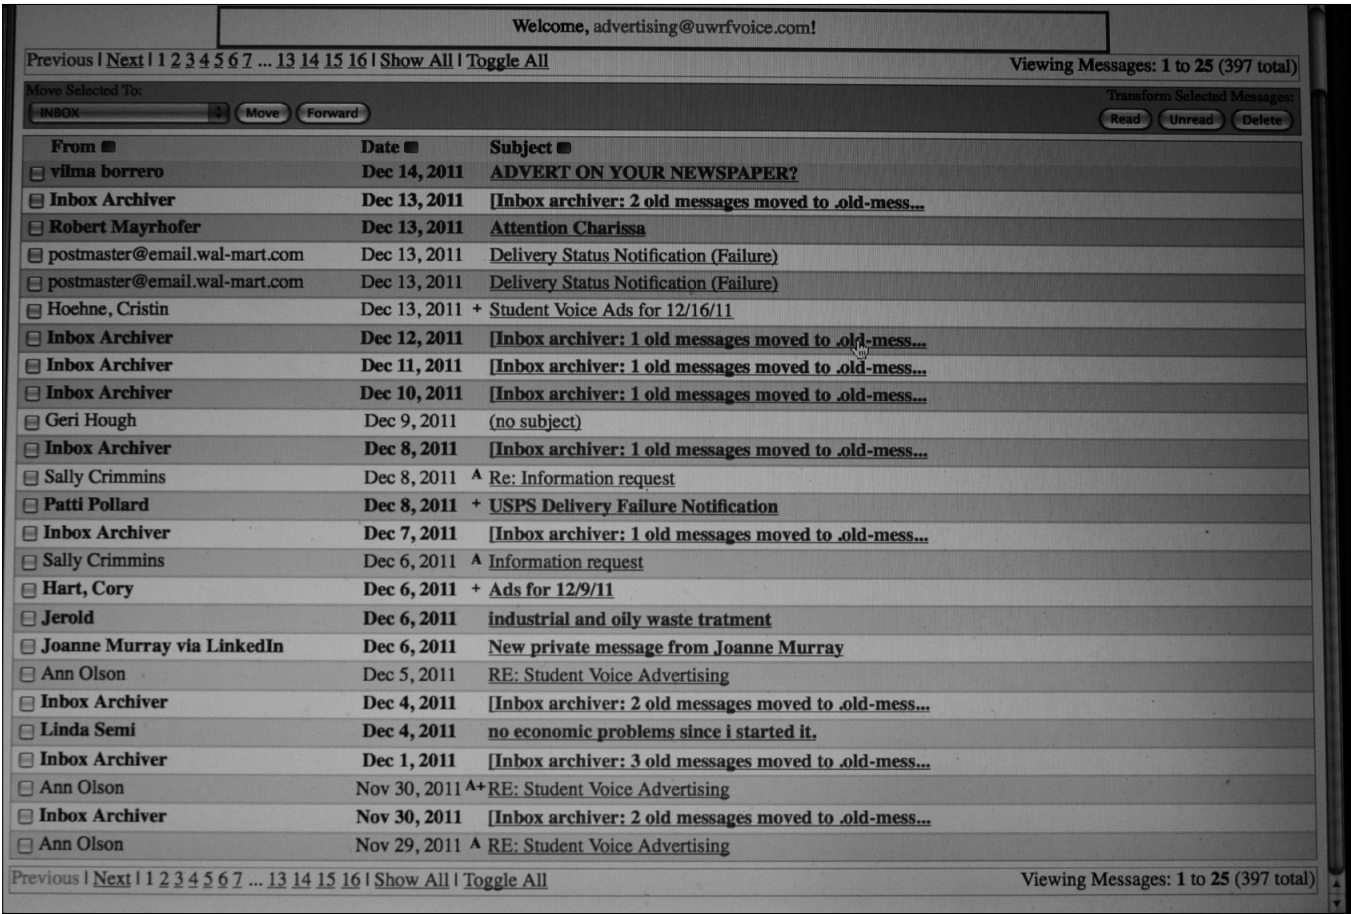 Welcome, advertising@uwrfvoice.com!
Previous | Next | 1 2 3 4 5 6 7 ... 13 14 15 16 | Show All | Toggle All Viewing Messages: 1 to 25 (397 total)
Move Selected To: Transform Selected Messages:
INBOX Move Forward Read Unread Delete
From Date Subject
vilma borrero Dec 14, 2011 ADVERT ON YOUR NEWSPAPER?
Inbox Archiver Dec 13, 2011 [Inbox archiver: 2 old messages moved to .old-mess...
Robert Mayrhofer Dec 13, 2011 Attention Charissa
postmaster@email.wal-mart.com Dec 13, 2011 Delivery Status Notification (Failure)
postmaster@email.wal-mart.com Dec 13, 2011 Delivery Status Notification (Failure)
Hoehne, Cristin Dec 13, 2011 + Student Voice Ads for 12/16/11
Inbox Archiver Dec 12, 2011 [Inbox archiver: 1 old messages moved to .old-mess...
Inbox Archiver Dec 11, 2011 [Inbox archiver: 1 old messages moved to .old-mess...
Inbox Archiver Dec 10, 2011 [Inbox archiver: 1 old messages moved to .old-mess...
Geri Hough Dec 9, 2011 (no subject)
Inbox Archiver Dec 8, 2011 [Inbox archiver: 1 old messages moved to .old-mess...
Sally Crimmins Dec 8, 2011 A Re: Information request
Patti Pollard Dec 8, 2011 + USPS Delivery Failure Notification
Inbox Archiver Dec 7, 2011 [Inbox archiver: 1 old messages moved to .old-mess...
Sally Crimmins Dec 6, 2011 A Information request
Hart, Cory Dec 6, 2011 + Ads for 12/9/11
Jerold Dec 6, 2011 industrial and oily waste tratment
Joanne Murray via LinkedIn Dec 6, 2011 New private message from Joanne Murray
Ann Olson Dec 5, 2011 RE: Student Voice Advertising
Inbox Archiver Dec 4, 2011 [Inbox archiver: 2 old messages moved to .old-mess...
Linda Semi Dec 4, 2011 no economic problems since i started it.
Inbox Archiver Dec 1, 2011 [Inbox archiver: 3 old messages moved to .old-mess...
Ann Olson Nov 30, 2011 A+ RE: Student Voice Advertising
Inbox Archiver Nov 30, 2011 [Inbox archiver: 2 old messages moved to .old-mess...
Ann Olson Nov 29, 2011 A RE: Student Voice Advertising
Previous | Next | 1 2 3 4 5 6 7 ... 13 14 15 16 | Show All | Toggle All Viewing Messages: 1 to 25 (397 total)